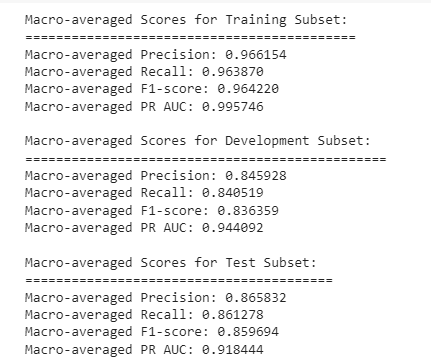 Macro-averaged Scores for Training Subset:
===========================================
Macro-averaged Precision: 0.966154
Macro-averaged Recall: 0.963870
Macro-averaged F1-score: 0.964220
Macro-averaged PR AUC: 0.995746
Macro-averaged Scores for Development Subset:
===============================================
Macro-averaged Precision: 0.845928
Macro-averaged Recall: 0.840519
Macro-averaged F1-score: 0.836359
Macro-averaged PR AUC: 0.944092
Macro-averaged Scores for Test Subset:
========================================
Macro-averaged Precision: 0.865832
Macro-averaged Recall: 0.861278
Macro-averaged F1-score: 0.859694
Macro-averaged PR AUC: 0.918444